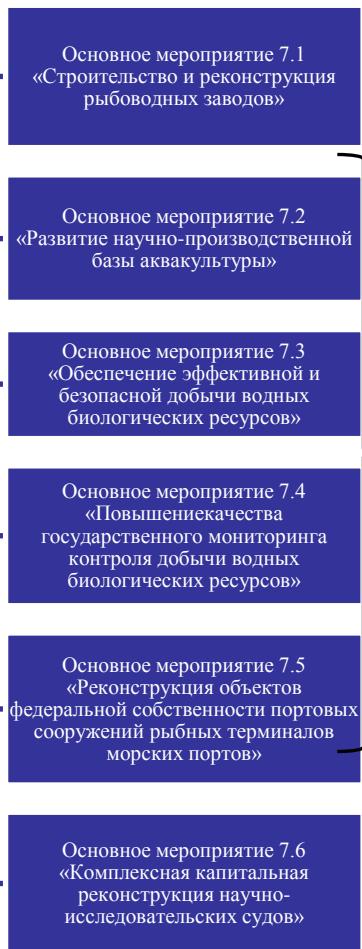 Основное мероприятие 7.1
«Строительство и реконструкция
рыбоводных заводов»
Основное мероприятие 7.2
«Развитие научно-производственной
базы аквакультуры»
Основное мероприятие 7.3
«Обеспечение эффективной и
безопасной добычи водных
биологических ресурсов»
Основное мероприятие 7.4
«Повышениекачества
государственного мониторинга
контроля добычи водных
биологических ресурсов»
Основное мероприятие 7.5
«Реконструкция объектов
федеральной собственности портовых
сооружений рыбных терминалов
морских портов»
Основное мероприятие 7.6
«Комплексная капитальная
реконструкция научно-
исследовательских судов»